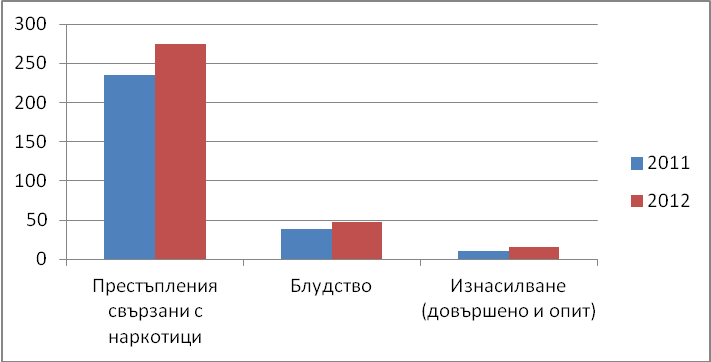 300
250
200
150
100
50
0
2011
2012
Престъпления
свързани с
наркотици
Блудство
Изнасилване
(довършено и опит)